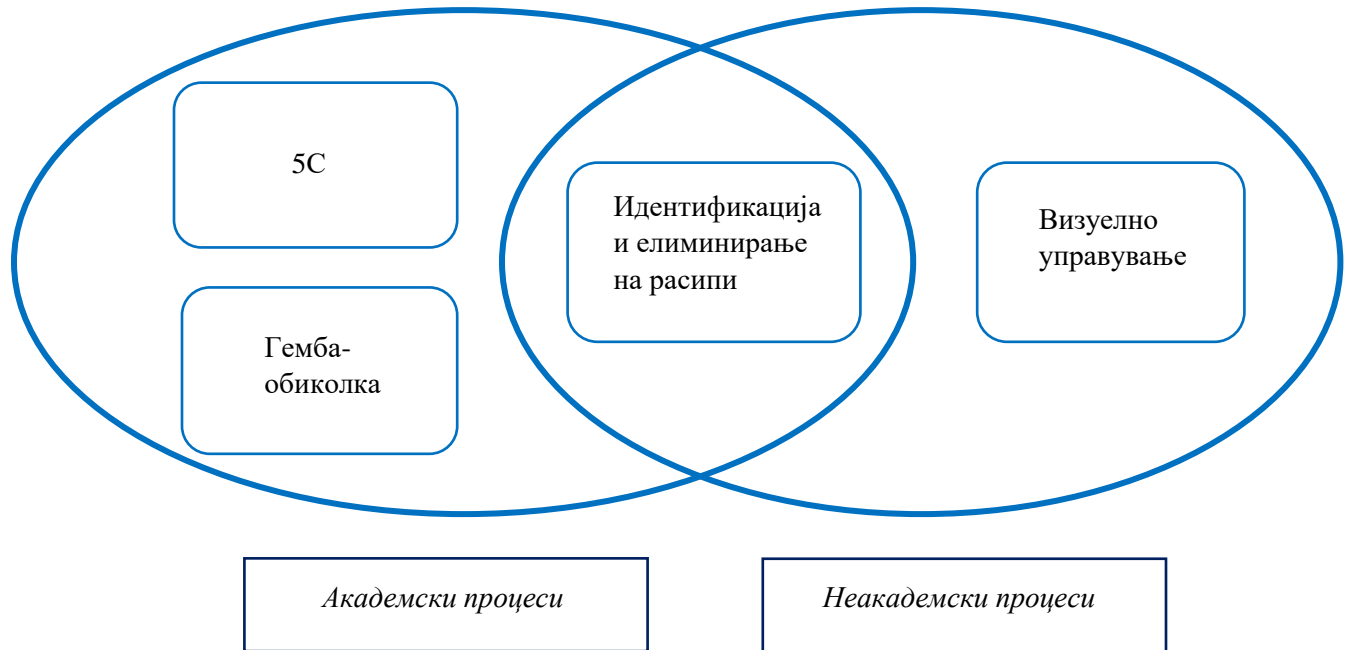 5С
Идентификација
и елиминирање
на расипи
Визуелно
управување
Гемба-
обиколка
Академски процеси
Неакадемски процеси